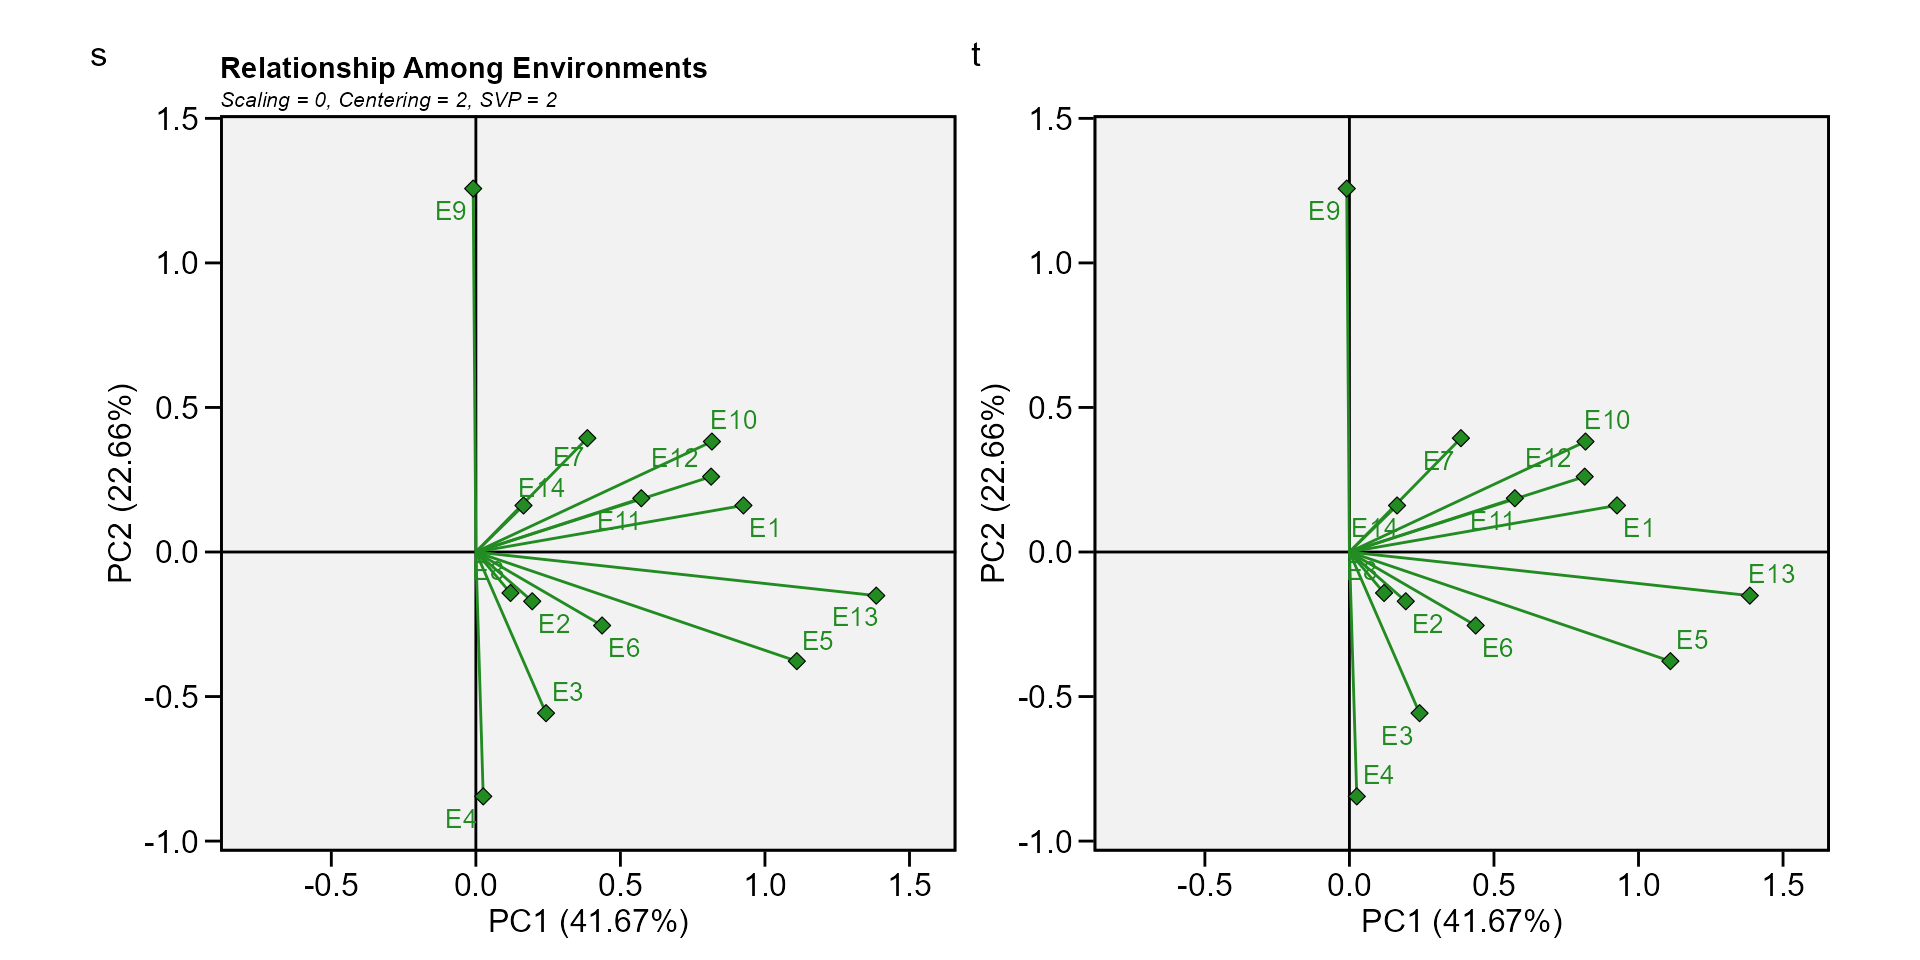 s
Relationship Among Environments
Scaling = 0, Centering = 2, SVP = 2
1.5
1.0
0.5
0.0
-0.5
-1.0
PC2 (22.66%)
E9
E10
E7
E12
E14
E11
E1
E8
E2
E13
E6
E5
E3
E4
-0.5
0.0
0.5
1.0
1.5
PC1 (41.67%)
t
1.5
1.0
0.5
0.0
-0.5
-1.0
PC2 (22.66%)
E9
E10
E7
E12
E14
E11
E1
E8
E13
E2
E6
E5
E3
E4
-0.5
0.0
0.5
1.0
1.5
PC1 (41.67%)